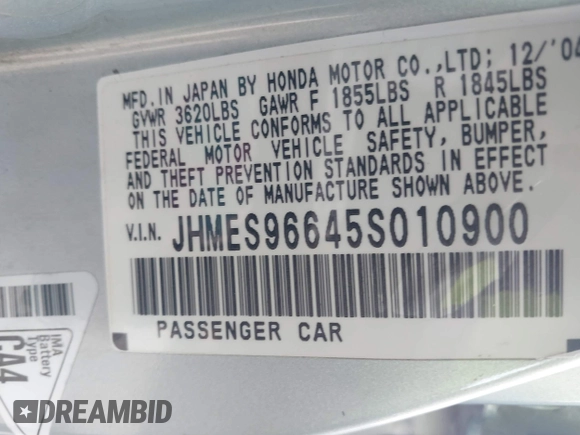 MFD.IN JAPAN BY HONDA MOTOR CO.,LTD; 12/'04
GVWR 3620LBS GAWR F 1855LBS R 1845LBS
THIS VEHICLE CONFORMS TO ALL APPLICABLE
FEDERAL MOTOR VEHICLE SAFETY, BUMPER,
AND THEFT PREVENTION STANDARDS IN EFFECT
ON THE DATE OF MANUFACTURE SHOWN ABOVE.
V.I.N. JHMES96645S010900
PASSENGER CAR
IMA
Battery
Type
CA4
DREAMBID